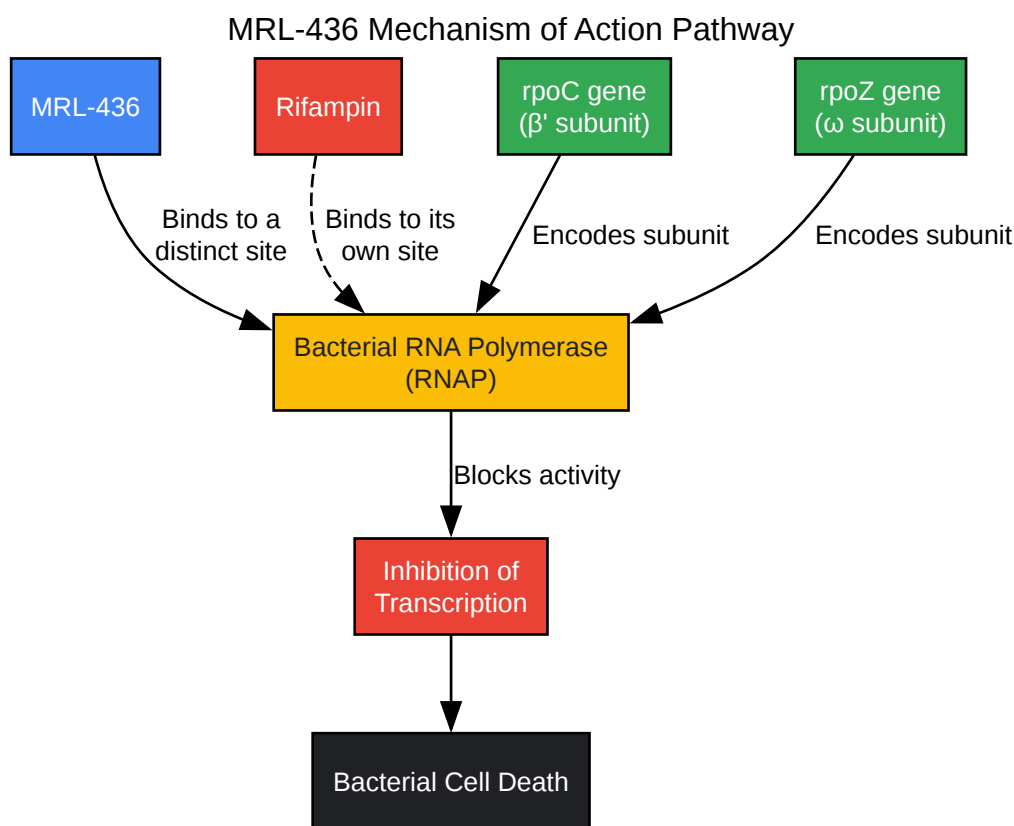 MRL-436 Mechanism of Action Pathway
MRL-436
Rifampin
rpoC gene
(β' subunit)
rpoZ gene
(ω subunit)
Binds to a
distinct site
Binds to its
own site
Encodes subunit
Encodes subunit
Bacterial RNA Polymerase
(RNAP)
Blocks activity
Inhibition of
Transcription
Bacterial Cell Death